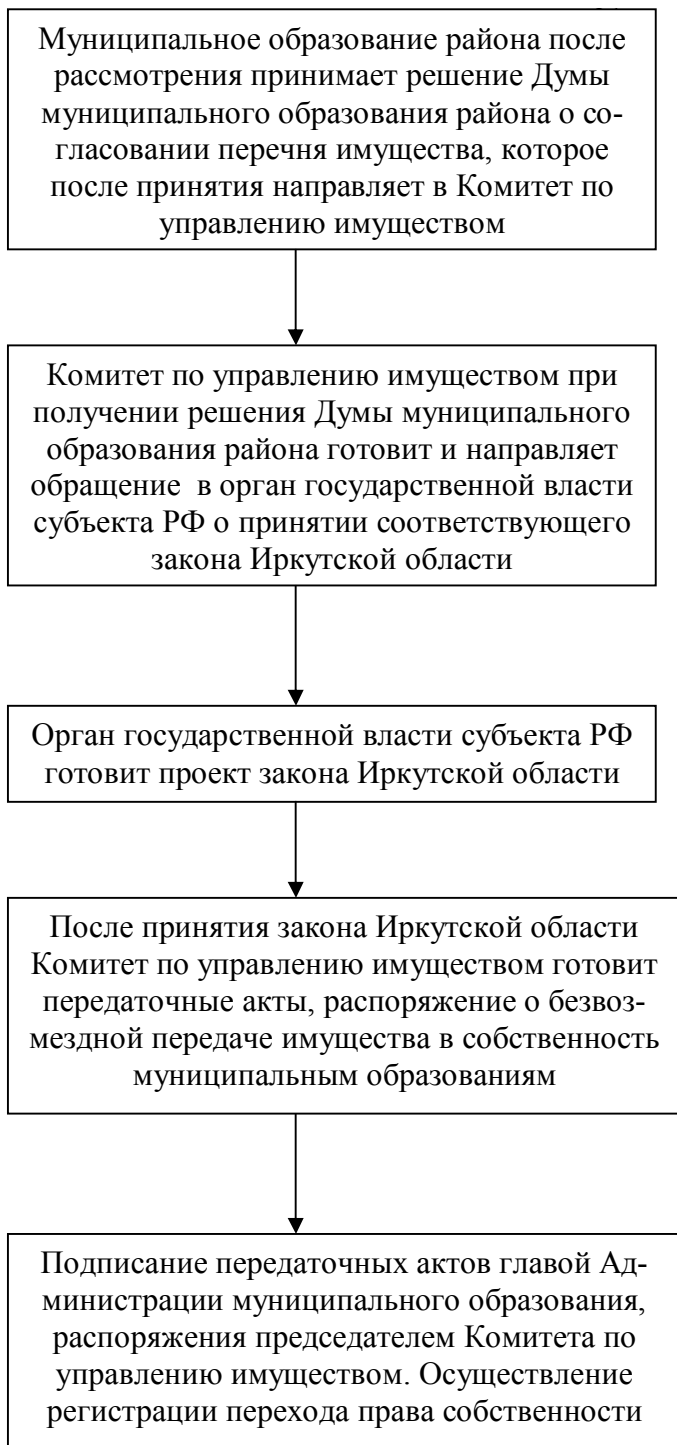 Муниципальное образование района после
рассмотрения принимает решение Думы
муниципального образования района о со-
гласовании перечня имущества, которое
после принятия направляет в Комитет по
управлению имуществом
Комитет по управлению имуществом при
получении решения Думы муниципального
образования района готовит и направляет
обращение в орган государственной власти
субъекта РФ о принятии соответствующего
закона Иркутской области
Орган государственной власти субъекта РФ
готовит проект закона Иркутской области
После принятия закона Иркутской области
Комитет по управлению имуществом готовит
передаточные акты, распоряжение о безвоз-
мездной передаче имущества в собственность
муниципальным образованиям
Подписание передаточных актов главой Ад-
министрации муниципального образования,
распоряжения председателем Комитета по
управлению имуществом. Осуществление
регистрации перехода права собственности